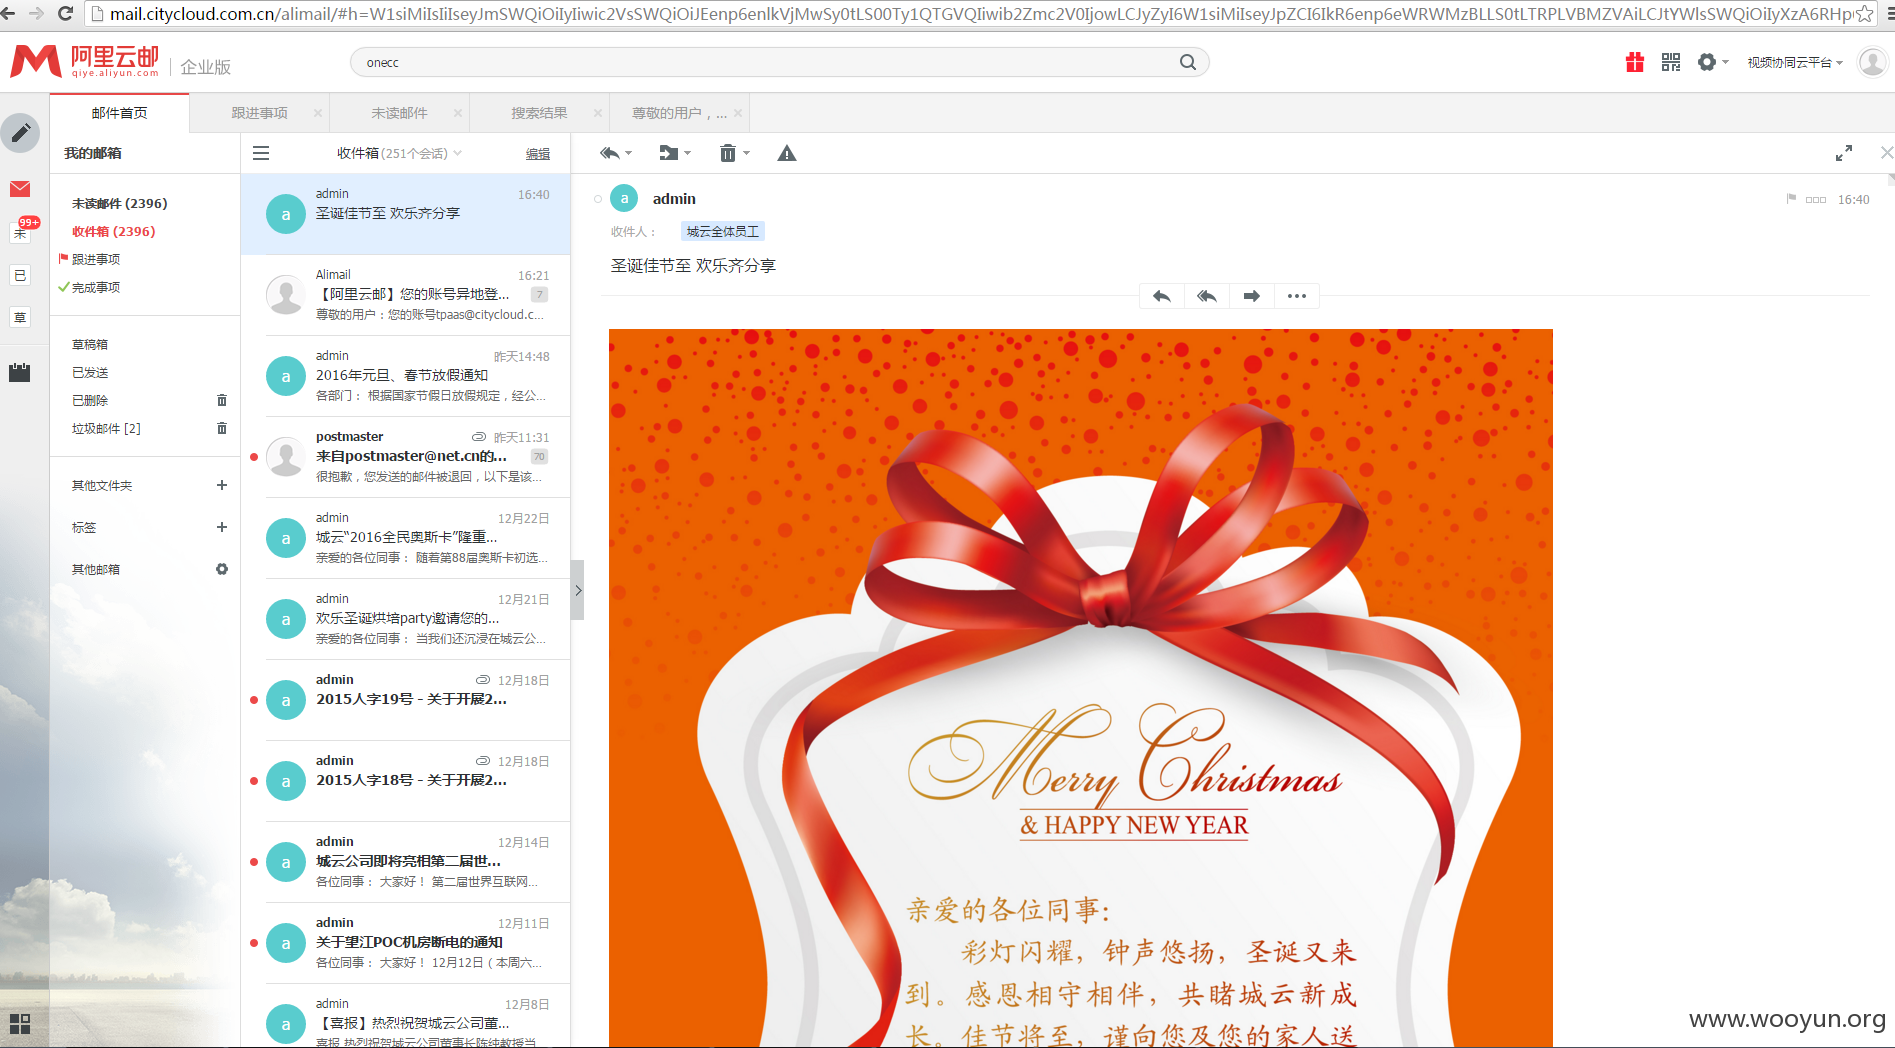 mail.citycloud.com.cn/alimail/#h=
阿里云邮
qiye.aliyun.com
企业版
onecc
视频协同云平台
邮件首页
跟进事项
未读邮件
搜索结果
尊敬的用户，...
我的邮箱
未读邮件 (2396)
收件箱 (2396)
跟进事项
完成事项
草稿箱
已发送
已删除
垃圾邮件 [2]
其他文件夹
标签
其他邮箱
99+
未
已
草
收件箱(251个会话)
编辑
admin
16:40
圣诞佳节至 欢乐齐分享
Alimail
16:21
【阿里云邮】您的账号异地登...
7
尊敬的用户：您的账号tpaas@citycloud.c...
admin
昨天14:48
2016年元旦、春节放假通知
各部门： 根据国家节假日放假规定，经公...
postmaster
昨天11:31
来自postmaster@net.cn的...
70
很抱歉，您发送的邮件被退回，以下是该...
admin
12月22日
城云“2016全民奥斯卡”隆重...
亲爱的各位同事： 随着第88届奥斯卡初选...
admin
12月21日
欢乐圣诞烘培party邀请您的...
亲爱的各位同事： 当我们还沉浸在城云公...
admin
12月18日
2015人字19号 - 关于开展2...
admin
12月18日
2015人字18号 - 关于开展2...
admin
12月14日
城云公司即将亮相第二届世...
各位同事： 大家好！ 第二届世界互联网...
admin
12月11日
关于望江POC机房断电的通知
各位同事： 大家好！ 12月12日（本周六...
admin
12月8日
【喜报】热烈祝贺城云公司董...
喜报 热烈祝贺城云公司董事长陈纯教授当
a
admin
16:40
收件人：
城云全体员工
圣诞佳节至 欢乐齐分享
Merry Christmas
& HAPPY NEW YEAR
亲爱的各位同事：
彩灯闪耀，钟声悠扬，圣诞又来
到。感恩相守相伴，共睹城云新成
长。佳节将至，谨向您及您的家人送
www.wooyun.org